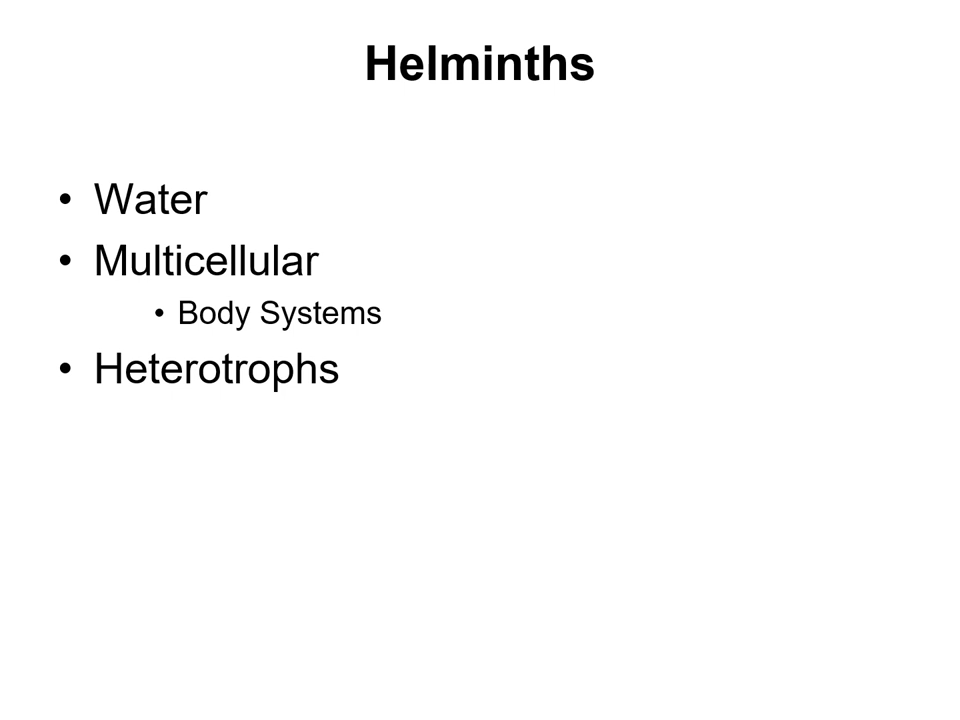 Helminths
• Water
• Multicellular
• Body Systems
• Heterotrophs